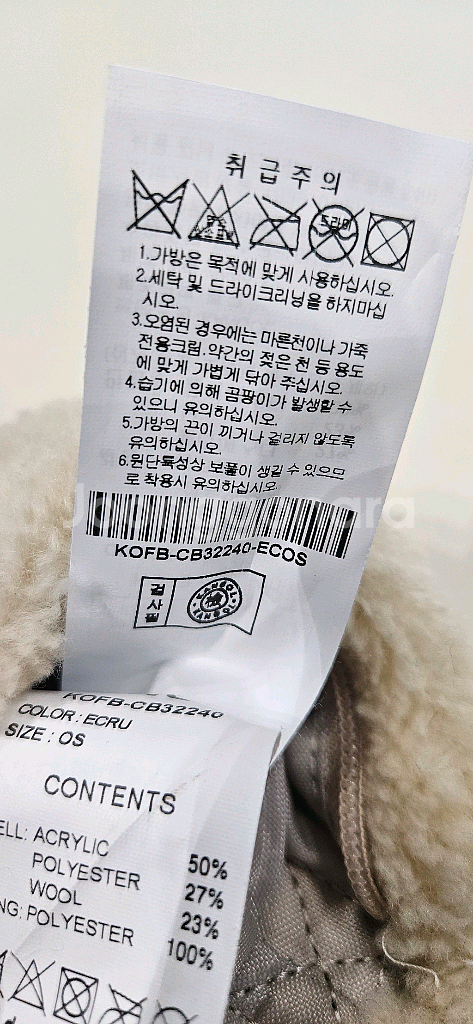 취급주의
드라이
1.가방은 목적에 맞게 사용하십시오.
2.세탁 및 드라이크리닝을 하지마십
시오.
3.오염된 경우에는 마른천이나 가죽
전용크림.약간의 젖은 천 등 용도
에 맞게 가볍게 닦아 주십시오.
4.습기에 의해 곰팡이가 발생할 수
있으니 유의하십시오.
5.가방의 끈이 끼거나 걸리지 않도록
유의하십시오.
6.원단특성상 보풀이 생길 수 있으므
로 착용시 유의하십시오
KOFB-CB32240-ECOS
검사필
KANGOL
KANGOL
KOFB-CB32240
COLOR : ECRU
SIZE : OS
CONTENTS
ELL: ACRYLIC 50%
POLYESTER 27%
WOOL 23%
NG: POLYESTER 100%